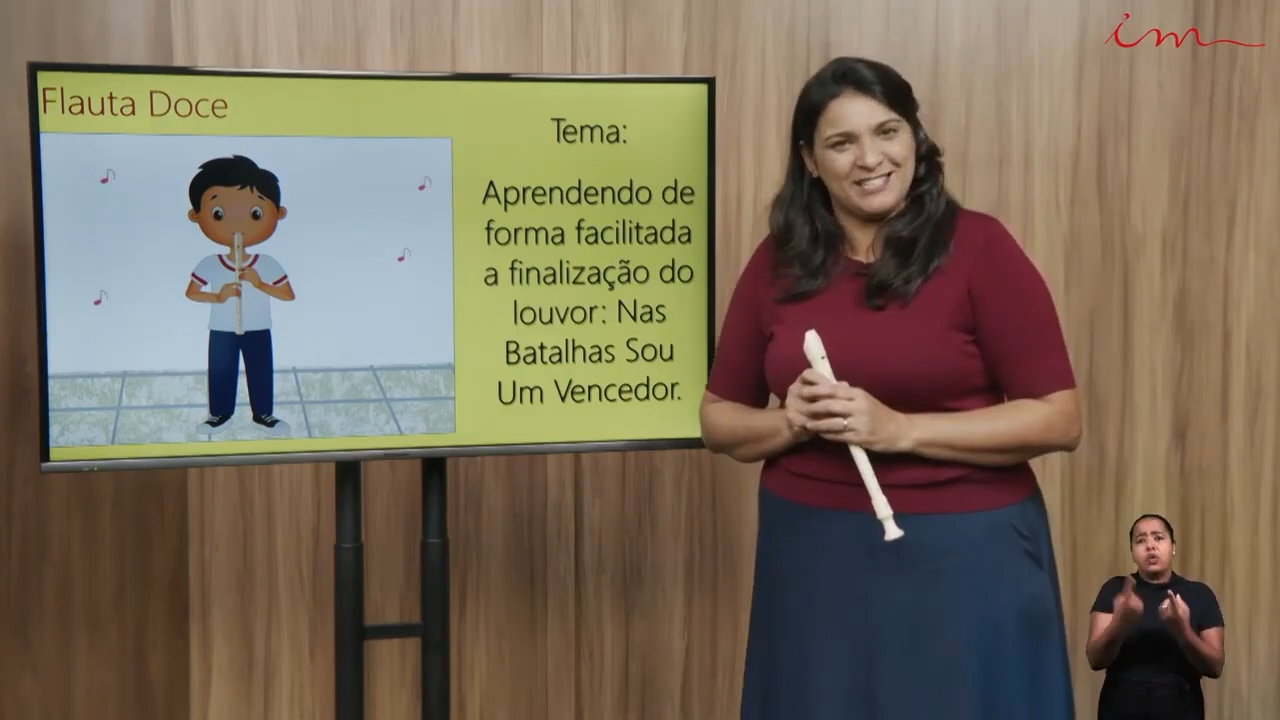 im
Flauta Doce
Tema:
Aprendendo de
forma facilitada
a finalização do
louvor: Nas
Batalhas Sou
Um Vencedor.